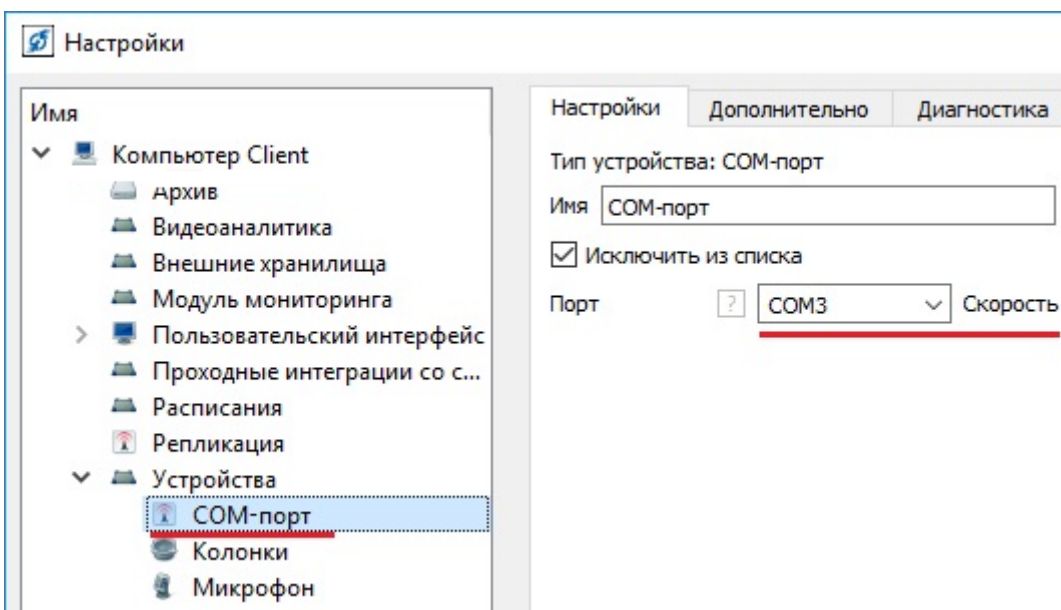 Настройки
Имя
Компьютер Client
Архив
Видеоаналитика
Внешние хранилища
Модуль мониторинга
Пользовательский интерфейс
Проходные интеграции со с...
Расписания
Репликация
Устройства
COM-порт
Колонки
Микрофон
Настройки Дополнительно Диагностика
Тип устройства: COM-порт
Имя COM-порт
Исключить из списка
Порт ? COM3 Скорость